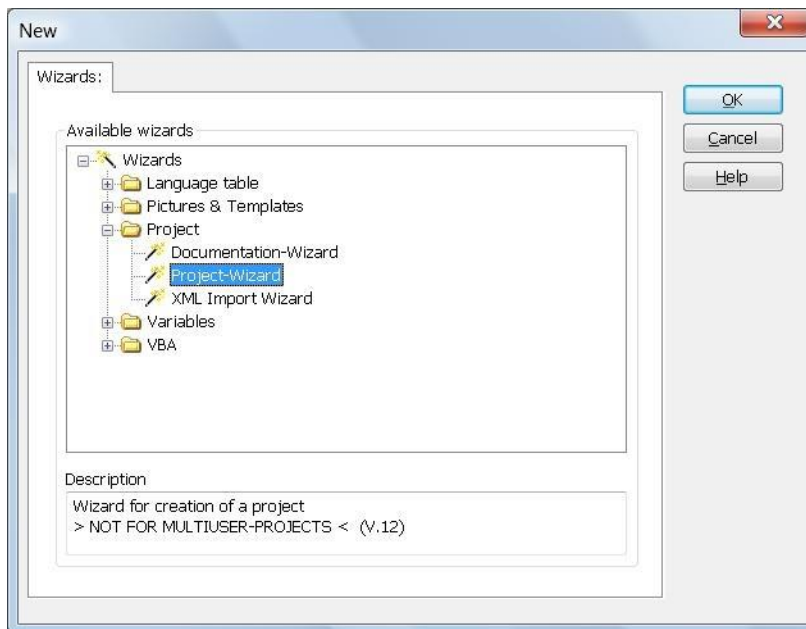 New
Wizards:
OK
Cancel
Help
Available wizards
Wizards
Language table
Pictures & Templates
Project
Documentation-Wizard
Project-Wizard
XML Import Wizard
Variables
VBA
Description
Wizard for creation of a project
> NOT FOR MULTIUSER-PROJECTS < (V.12)